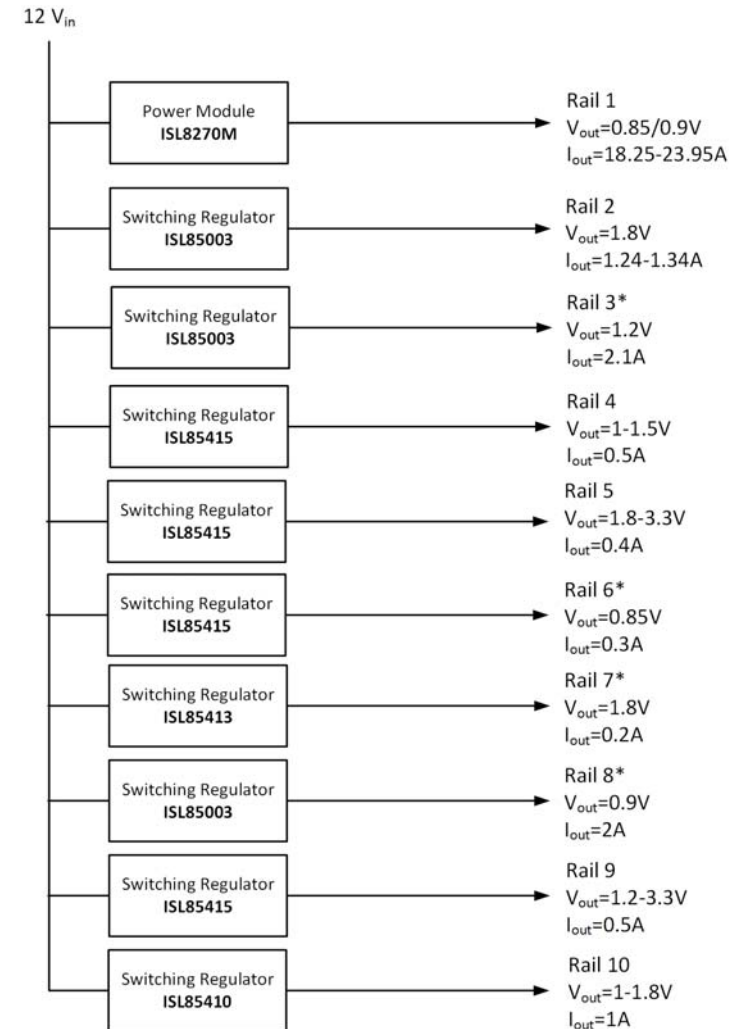 12 Vin
Power Module
ISL8270M
Rail 1
Vout=0.85/0.9V
Iout=18.25-23.95A
Switching Regulator
ISL85003
Rail 2
Vout=1.8V
Iout=1.24-1.34A
Switching Regulator
ISL85003
Rail 3*
Vout=1.2V
Iout=2.1A
Switching Regulator
ISL85415
Rail 4
Vout=1-1.5V
Iout=0.5A
Switching Regulator
ISL85415
Rail 5
Vout=1.8-3.3V
Iout=0.4A
Switching Regulator
ISL85415
Rail 6*
Vout=0.85V
Iout=0.3A
Switching Regulator
ISL85413
Rail 7*
Vout=1.8V
Iout=0.2A
Switching Regulator
ISL85003
Rail 8*
Vout=0.9V
Iout=2A
Switching Regulator
ISL85415
Rail 9
Vout=1.2-3.3V
Iout=0.5A
Switching Regulator
ISL85410
Rail 10
Vout=1-1.8V
Iout=1A